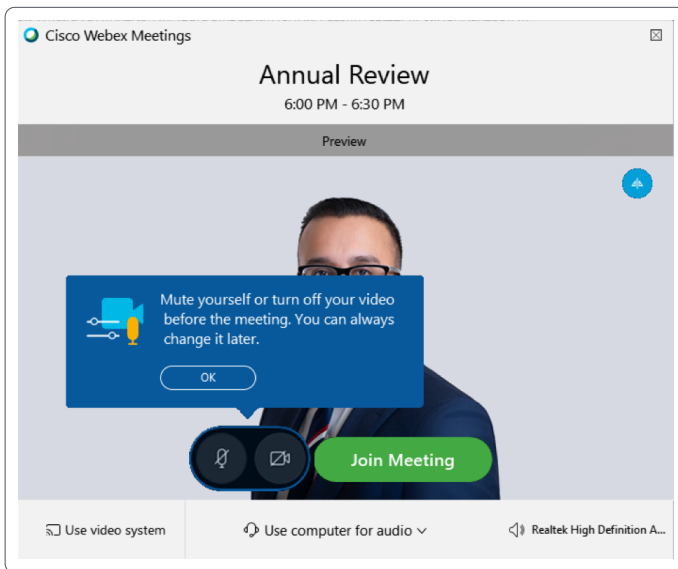 Cisco Webex Meetings
Annual Review
6:00 PM - 6:30 PM
Preview
Mute yourself or turn off your video
before the meeting. You can always
change it later.
OK
Join Meeting
Use video system
Use computer for audio
Realtek High Definition A...